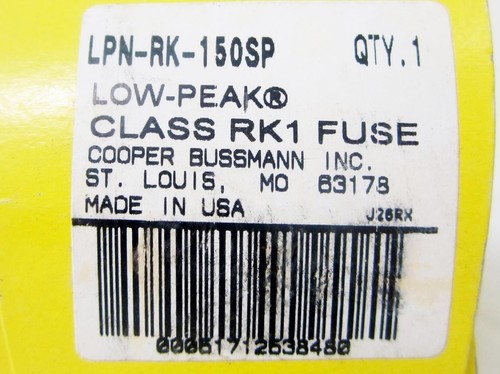 LPN-RK-150SP QTY.1
LOW-PEAK®
CLASS RK1 FUSE
COOPER BUSSMANN INC.
ST. LOUIS, MO 63178
MADE IN USA J26RX
00051712538480